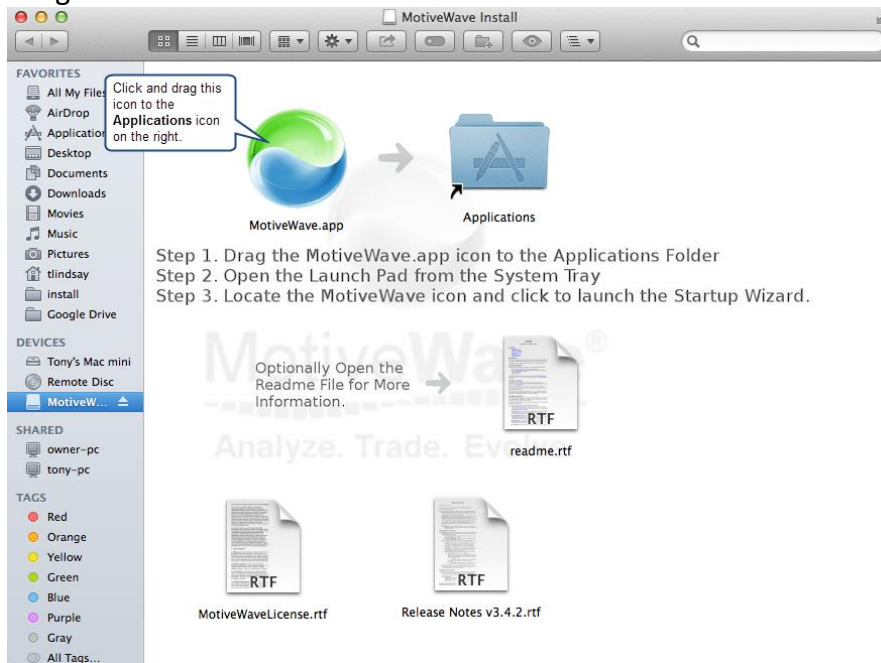 MotiveWave Install
FAVORITES
All My Files
AirDrop
Application
Desktop
Documents
Downloads
Movies
Music
Pictures
tlindsay
install
Google Drive
DEVICES
Tony's Mac mini
Remote Disc
MotiveW...
SHARED
owner-pc
tony-pc
TAGS
Red
Orange
Yellow
Green
Blue
Purple
Gray
All Tags...
Click and drag this
icon to the
Applications icon
on the right.
MotiveWave.app
Applications
Step 1. Drag the MotiveWave.app icon to the Applications Folder
Step 2. Open the Launch Pad from the System Tray
Step 3. Locate the MotiveWave icon and click to launch the Startup Wizard.
MotiveWave®
Optionally Open the
Readme File for More
Information.
Analyze. Trade. Evolve.
RTF
readme.rtf
RTF
MotiveWaveLicense.rtf
RTF
Release Notes v3.4.2.rtf